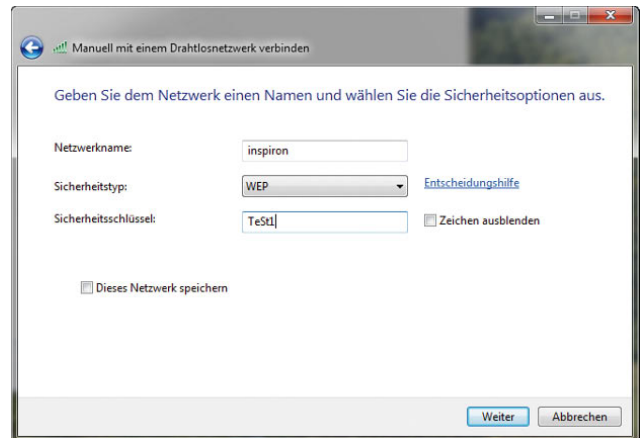 Manuell mit einem Drahtlosnetzwerk verbinden
Geben Sie dem Netzwerk einen Namen und wählen Sie die Sicherheitsoptionen aus.
Netzwerkname: inspiron
Sicherheitstyp: WEP Entscheidungshilfe
Sicherheitsschlüssel: TeSt1 Zeichen ausblenden
Dieses Netzwerk speichern
Weiter Abbrechen